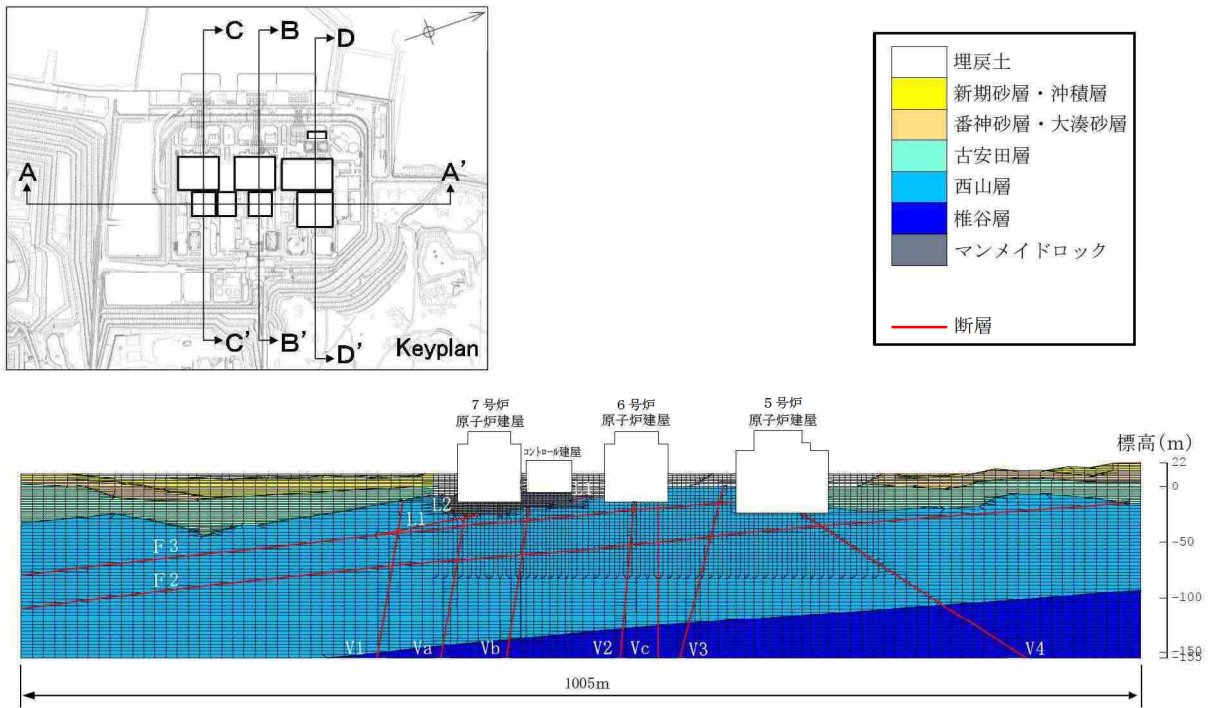 C
B
D
A
A'
C'
B'
D'
Keyplan
埋戻土
新期砂層・沖積層
番神砂層・大湊砂層
古安田層
西山層
椎谷層
マンメイドロック
断層
7号炉
原子炉建屋
コントロール建屋
6号炉
原子炉建屋
5号炉
原子炉建屋
標高(m)
22
0
-50
-100
-150
-155
L2
L1
L1
F3
F2
V1
Va
Vb
V2
Vc
V3
V4
1005m